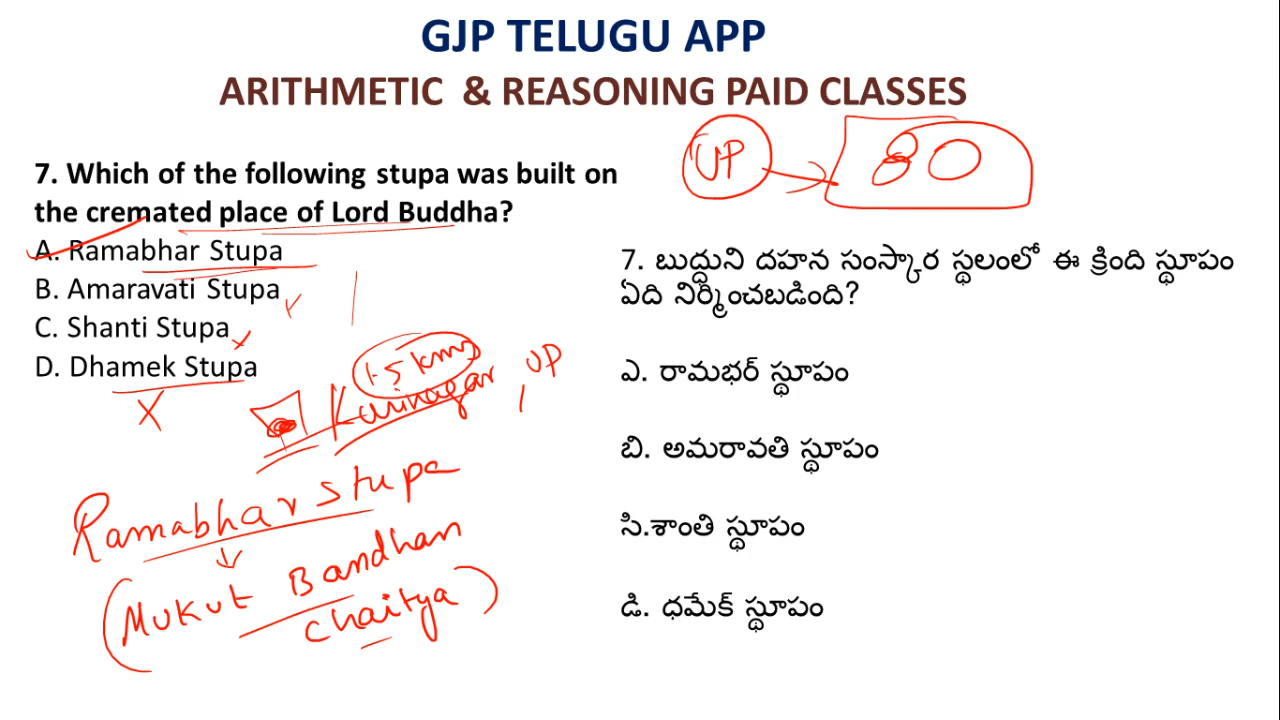 GJP TELUGU APP
ARITHMETIC & REASONING PAID CLASSES
UP
80
7. Which of the following stupa was built on
the cremated place of Lord Buddha?
A. Ramabhar Stupa
B. Amaravati Stupa
C. Shanti Stupa
D. Dhamek Stupa
1.5 kms
UP
Ramabhar stupa
(Mukut Bandhan
Chaitya)
7. బుద్ధుని దహన సంస్కార స్థలంలో ఈ క్రింది స్థూపం
ఏది నిర్మించబడింది?
ఎ. రామభర్ స్థూపం
బి. అమరావతి స్థూపం
సి.శాంతి స్థూపం
డి. ధమేక్ స్థూపం